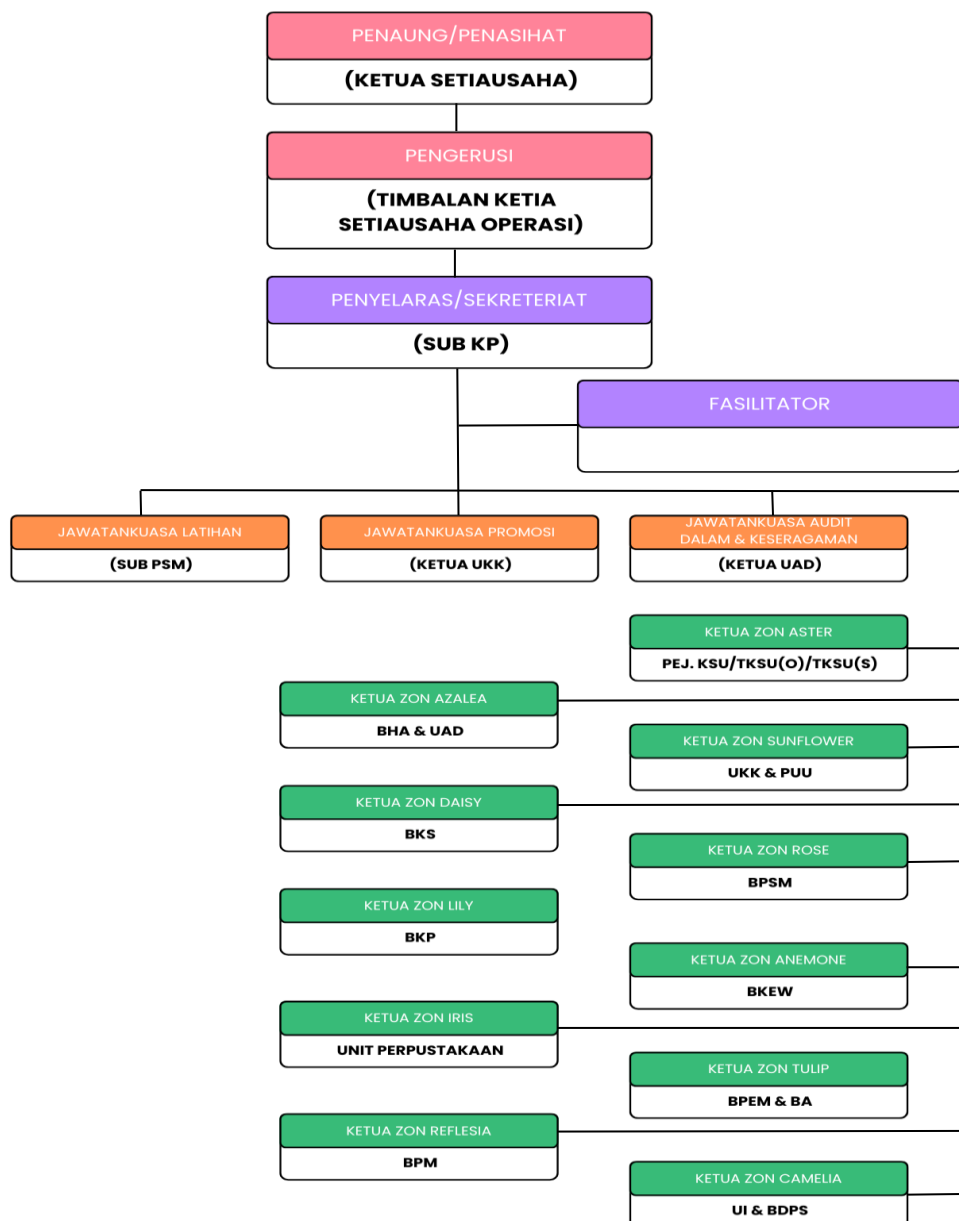 PENAUNG/PENASIHAT
(KETUA SETIAUSAHA)
PENGERUSI
(TIMBALAN KETIA
SETIAUSAHA OPERASI)
PENYELARAS/SEKRETERIAT
(SUB KP)
FASILITATOR
JAWATANKUASA LATIHAN
(SUB PSM)
JAWATANKUASA PROMOSI
(KETUA UKK)
JAWATANKUASA AUDIT
DALAM & KESERAGAMAN
(KETUA UAD)
KETUA ZON ASTER
PEJ. KSU/TKSU(O)/TKSU(S)
KETUA ZON AZALEA
BHA & UAD
KETUA ZON SUNFLOWER
UKK & PUU
KETUA ZON DAISY
BKS
KETUA ZON ROSE
BPSM
KETUA ZON LILY
BKP
KETUA ZON ANEMONE
BKEW
KETUA ZON IRIS
UNIT PERPUSTAKAAN
KETUA ZON TULIP
BPEM & BA
KETUA ZON REFLESIA
BPM
KETUA ZON CAMELIA
UI & BDPS